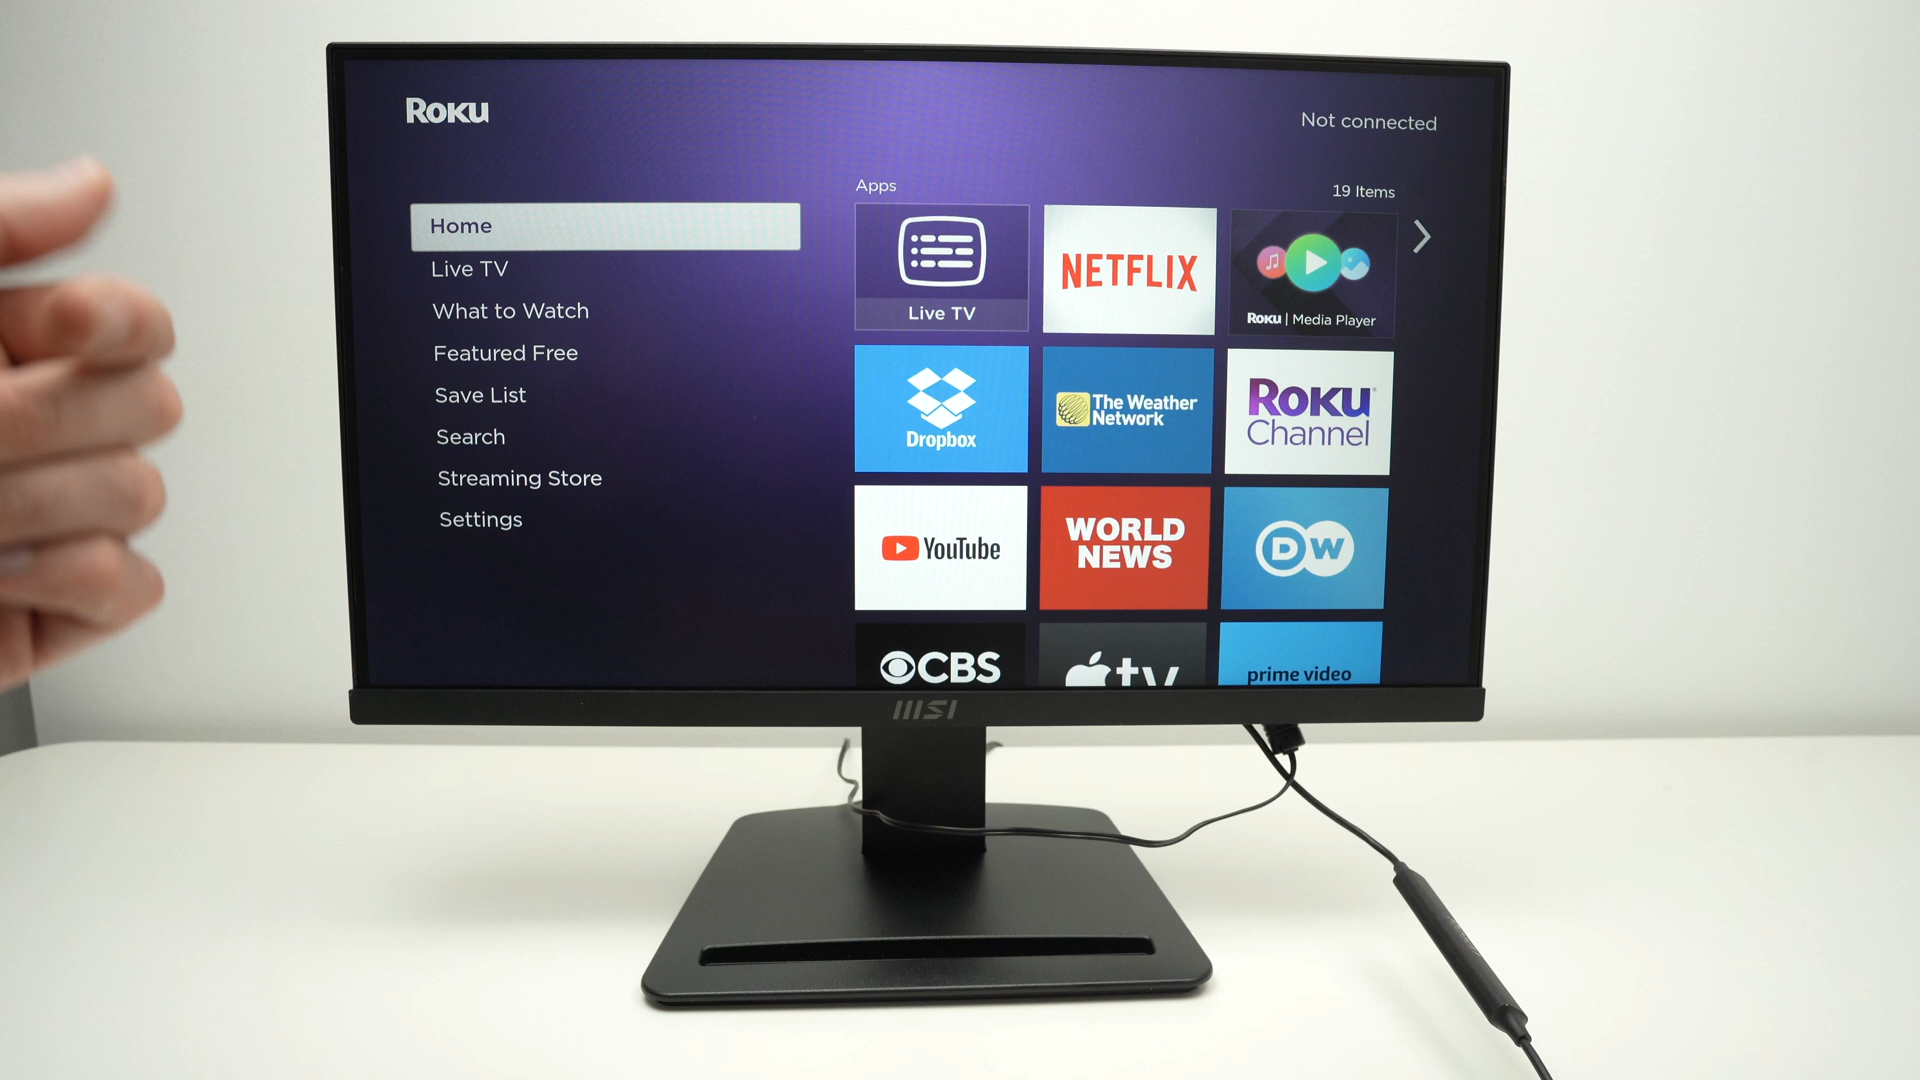 Roku
Not connected
Home
Live TV
What to Watch
Featured Free
Save List
Search
Streaming Store
Settings
Apps
19 Items
Live TV
NETFLIX
Roku | Media Player
Dropbox
The Weather
Network
Roku
Channel
YouTube
WORLD
NEWS
DW
CBS
tv
prime video
msi